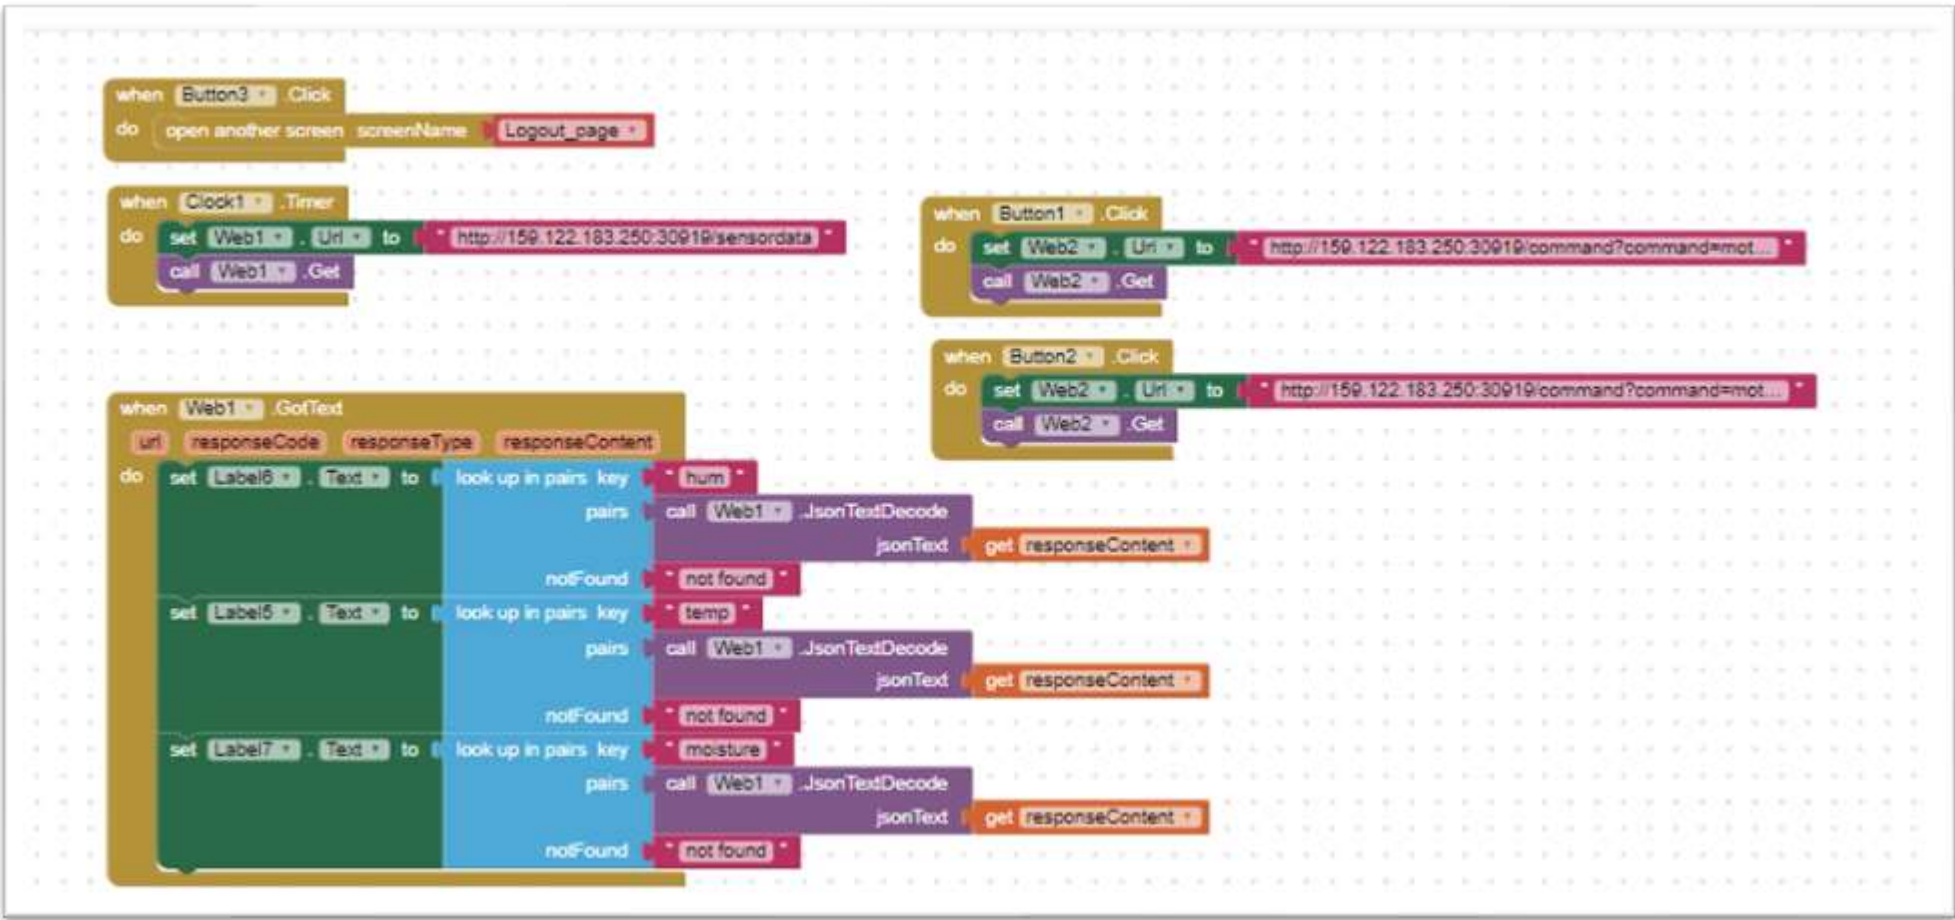 when Button3 .Click
do open another screen screenName Logout_page
when Clock1 .Timer
do set Web1 . Url to " http://159.122.183.250:30919/sensordata "
call Web1 .Get
when Button1 .Click
do set Web2 . Url to " http://159.122.183.250:30919/command?command=mot... "
call Web2 .Get
when Button2 .Click
do set Web2 . Url to " http://159.122.183.250:30919/command?command=mot... "
call Web2 .Get
when Web1 .GotText
url responseCode responseType responseContent
do set Label6 . Text to look up in pairs key " hum "
pairs call Web1 .JsonTextDecode
jsonText get responseContent
notFound " not found "
set Label5 . Text to look up in pairs key " temp "
pairs call Web1 .JsonTextDecode
jsonText get responseContent
notFound " not found "
set Label7 . Text to look up in pairs key " moisture "
pairs call Web1 .JsonTextDecode
jsonText get responseContent
notFound " not found "